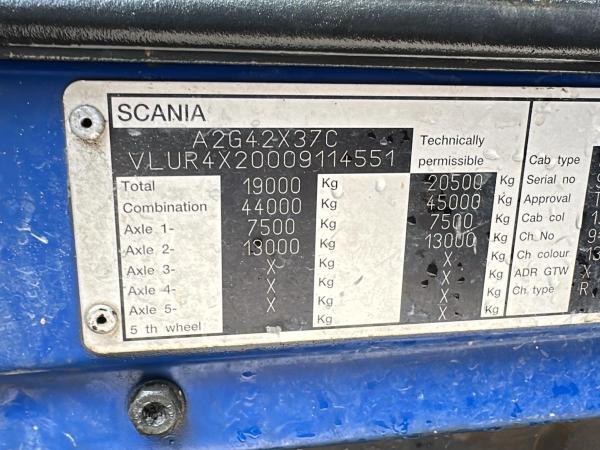 SCANIA
A2G42X37C
VLUR4X20009114551
Technically permissible
Cab type
Total 19000 Kg 20500 Kg Serial no
Combination 44000 Kg 45000 Kg Approval
Axle 1- 7500 Kg 7500 Kg Cab col
Axle 2- 13000 Kg 13000 Kg Ch No
Axle 3- X Kg X Kg Ch colour
Axle 4- X Kg X Kg ADR GTW X
Axle 5- X Kg X Kg Ch type R
5 th wheel X Kg X Kg